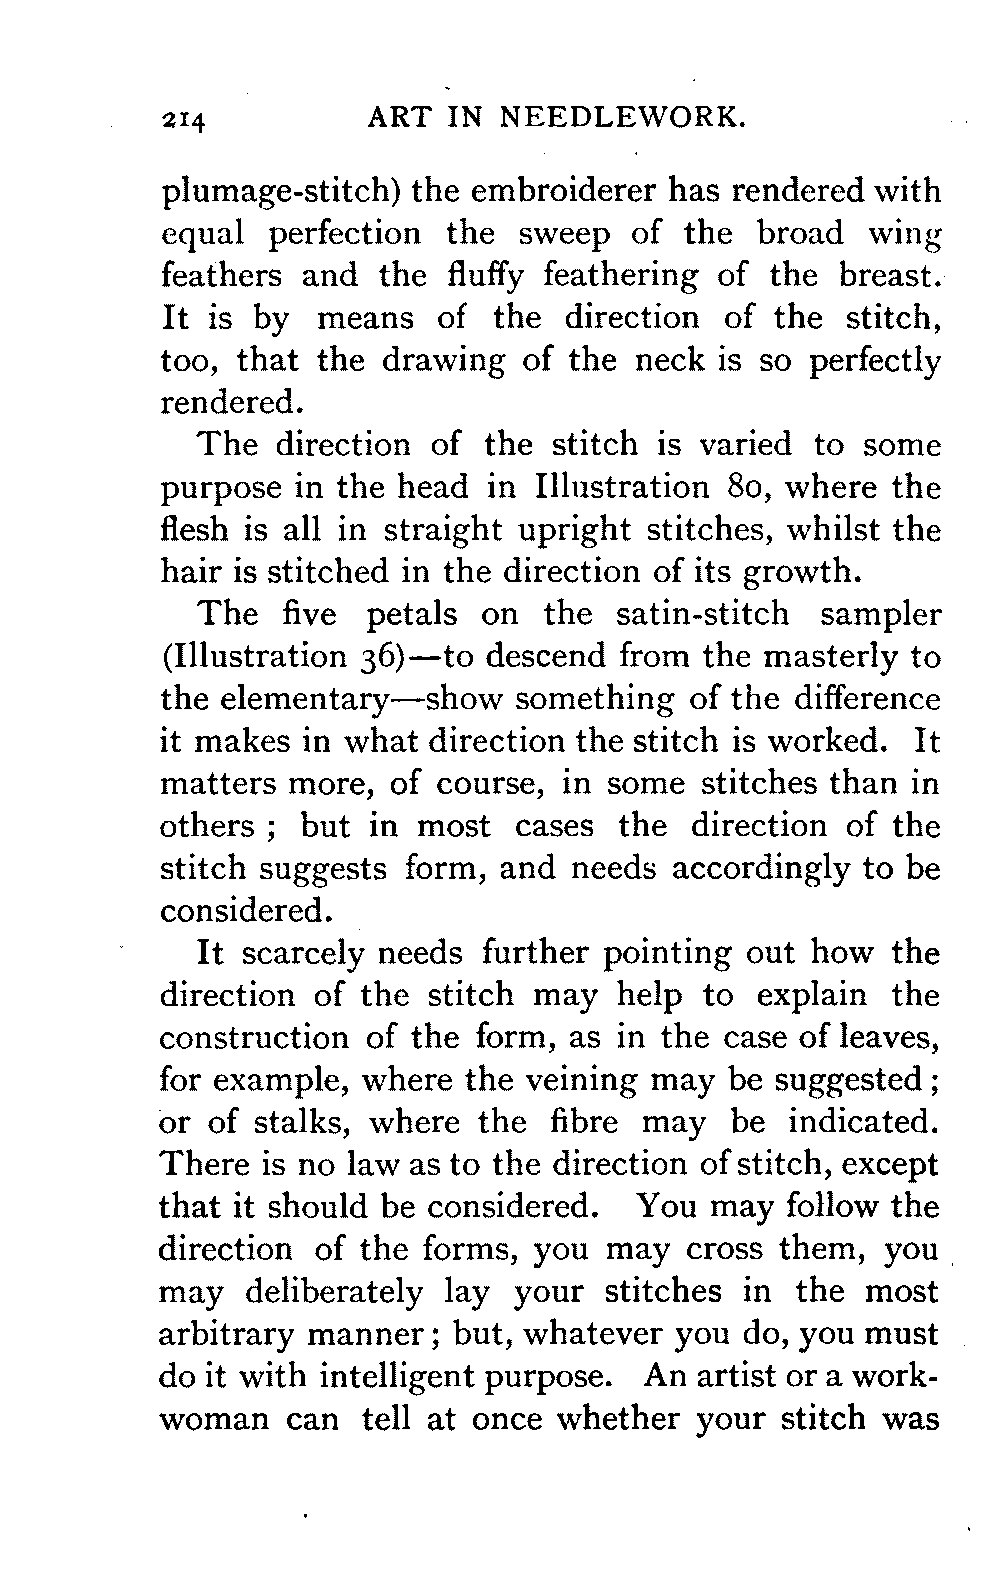 214 ART IN NEEDLEWORK.
plumage-stitch) the embroiderer has rendered with
equal perfection the sweep of the broad wing
feathers and the fluffy feathering of the breast.
It is by means of the direction of the stitch,
too, that the drawing of the neck is so perfectly
rendered.
The direction of the stitch is varied to some
purpose in the head in Illustration 80, where the
flesh is all in straight upright stitches, whilst the
hair is stitched in the direction of its growth.
The five petals on the satin-stitch sampler
(Illustration 36)—to descend from the masterly to
the elementary—show something of the difference
it makes in what direction the stitch is worked. It
matters more, of course, in some stitches than in
others ; but in most cases the direction of the
stitch suggests form, and needs accordingly to be
considered.
It scarcely needs further pointing out how the
direction of the stitch may help to explain the
construction of the form, as in the case of leaves,
for example, where the veining may be suggested ;
or of stalks, where the fibre may be indicated.
There is no law as to the direction of stitch, except
that it should be considered. You may follow the
direction of the forms, you may cross them, you
may deliberately lay your stitches in the most
arbitrary manner ; but, whatever you do, you must
do it with intelligent purpose. An artist or a work-
woman can tell at once whether your stitch was